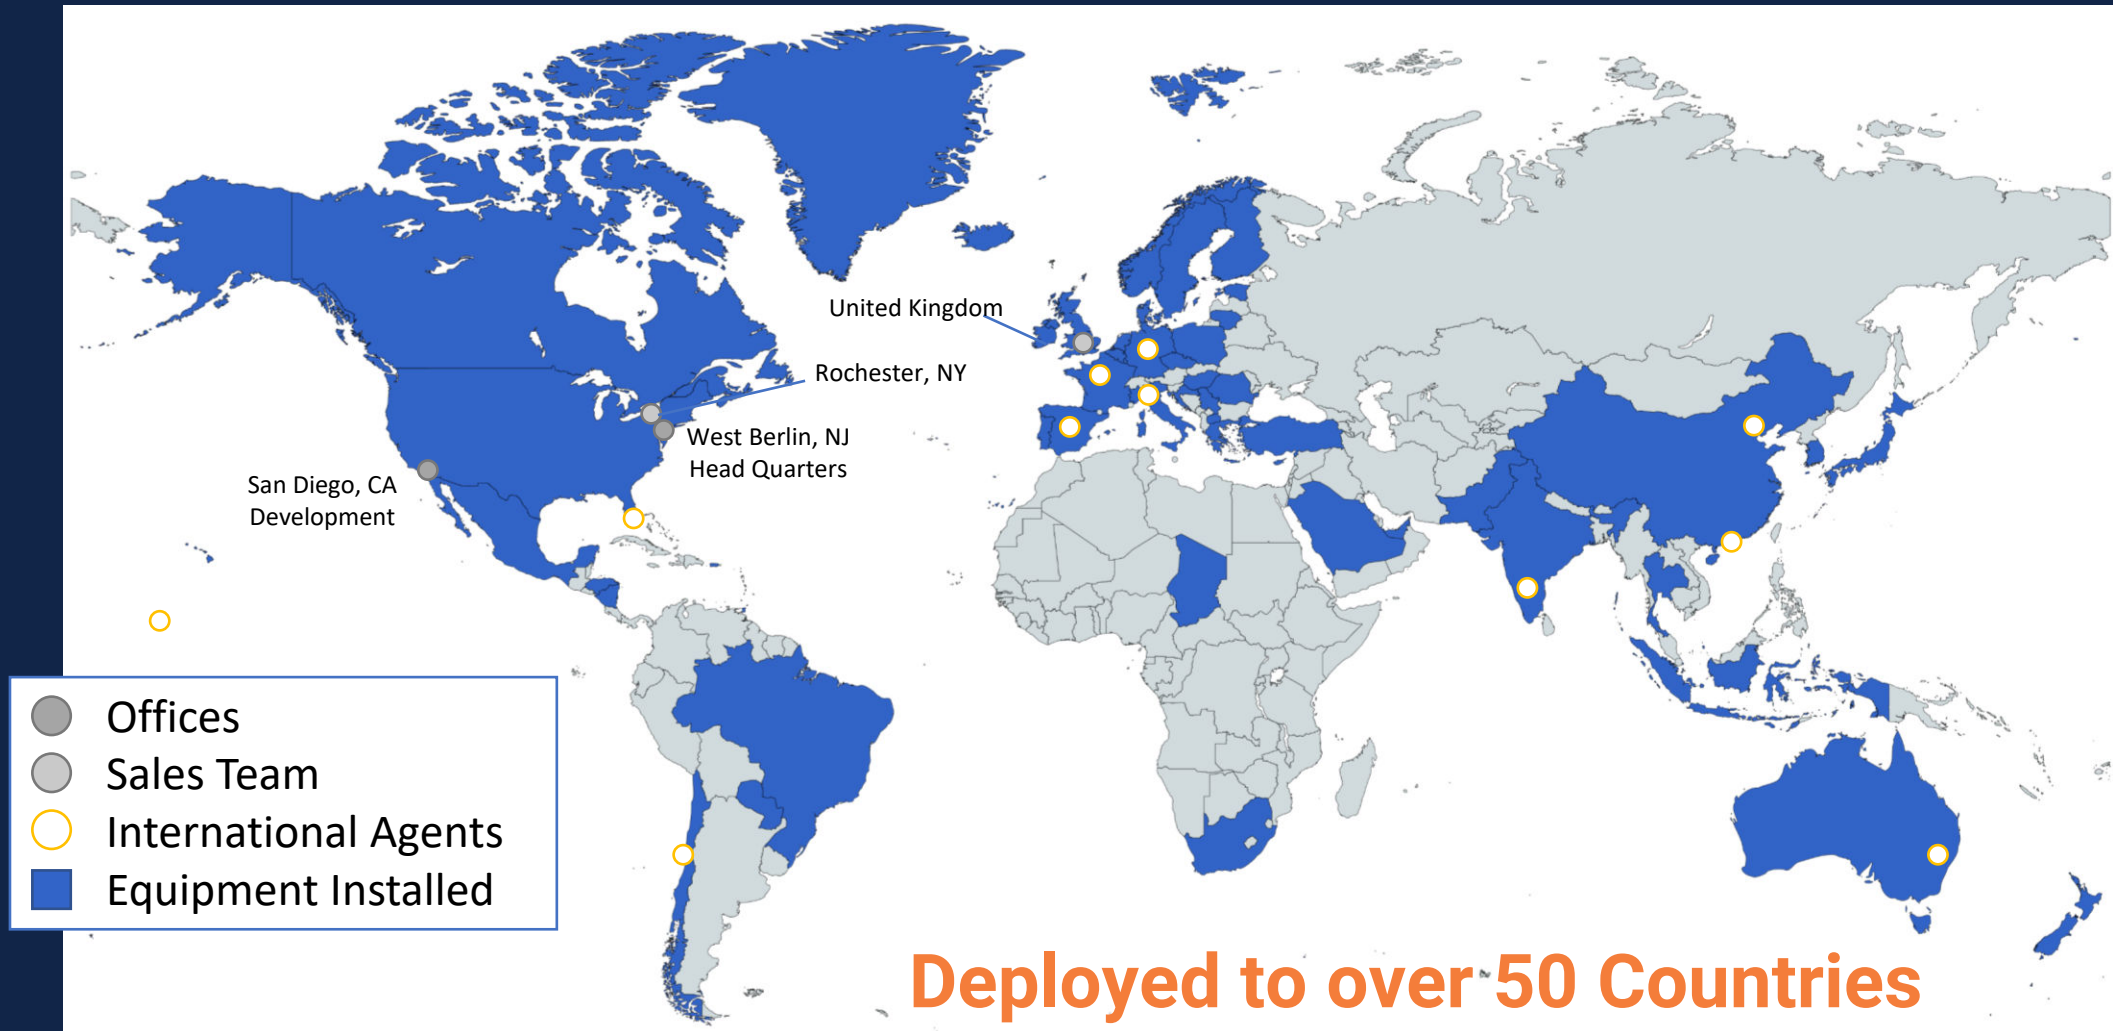 United Kingdom
Rochester, NY
West Berlin, NJ
Head Quarters
San Diego, CA
Development
Offices
Sales Team
International Agents
Equipment Installed
Deployed to over 50 Countries